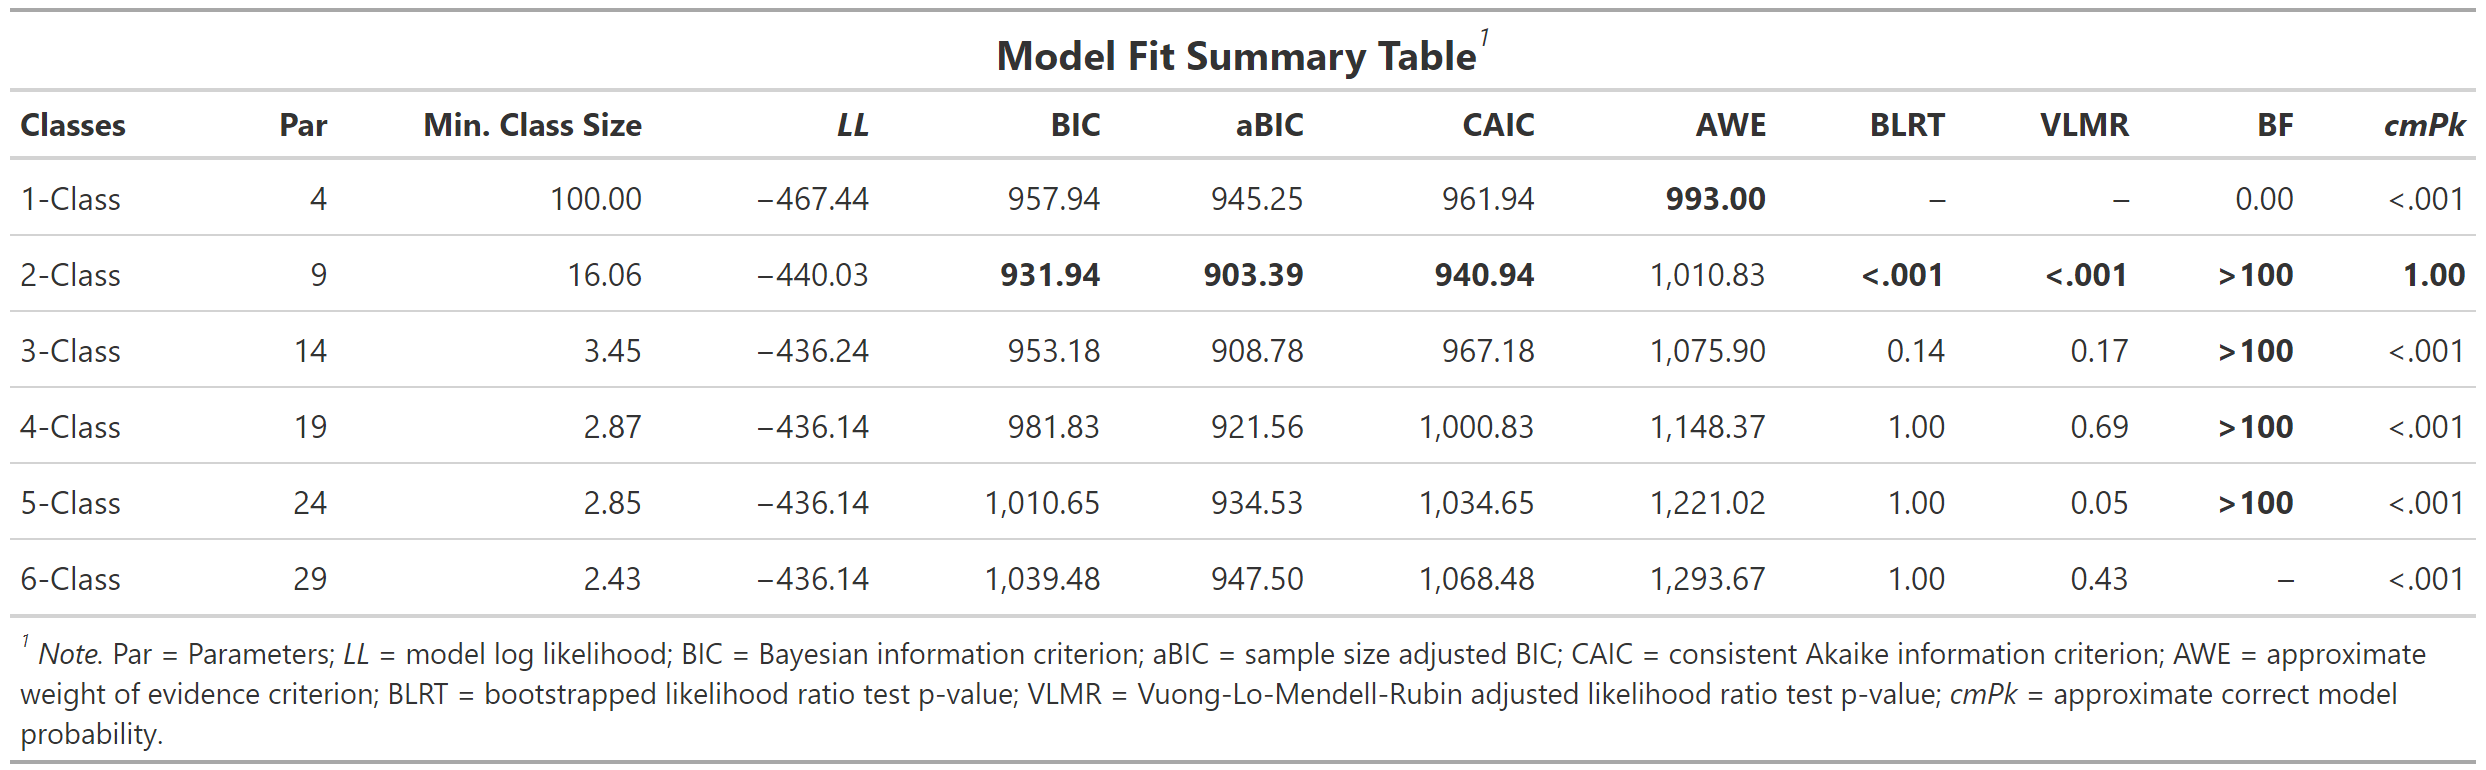 Model Fit Summary Table1
Classes Par Min. Class Size LL BIC aBIC CAIC AWE BLRT VLMR BF cmPk
1-Class 4 100.00 −467.44 957.94 945.25 961.94 993.00 – – 0.00 <.001
2-Class 9 16.06 −440.03 931.94 903.39 940.94 1,010.83 <.001 <.001 >100 1.00
3-Class 14 3.45 −436.24 953.18 908.78 967.18 1,075.90 0.14 0.17 >100 <.001
4-Class 19 2.87 −436.14 981.83 921.56 1,000.83 1,148.37 1.00 0.69 >100 <.001
5-Class 24 2.85 −436.14 1,010.65 934.53 1,034.65 1,221.02 1.00 0.05 >100 <.001
6-Class 29 2.43 −436.14 1,039.48 947.50 1,068.48 1,293.67 1.00 0.43 – <.001
1 Note. Par = Parameters; LL = model log likelihood; BIC = Bayesian information criterion; aBIC = sample size adjusted BIC; CAIC = consistent Akaike information criterion; AWE = approximate
weight of evidence criterion; BLRT = bootstrapped likelihood ratio test p-value; VLMR = Vuong-Lo-Mendell-Rubin adjusted likelihood ratio test p-value; cmPk = approximate correct model
probability.